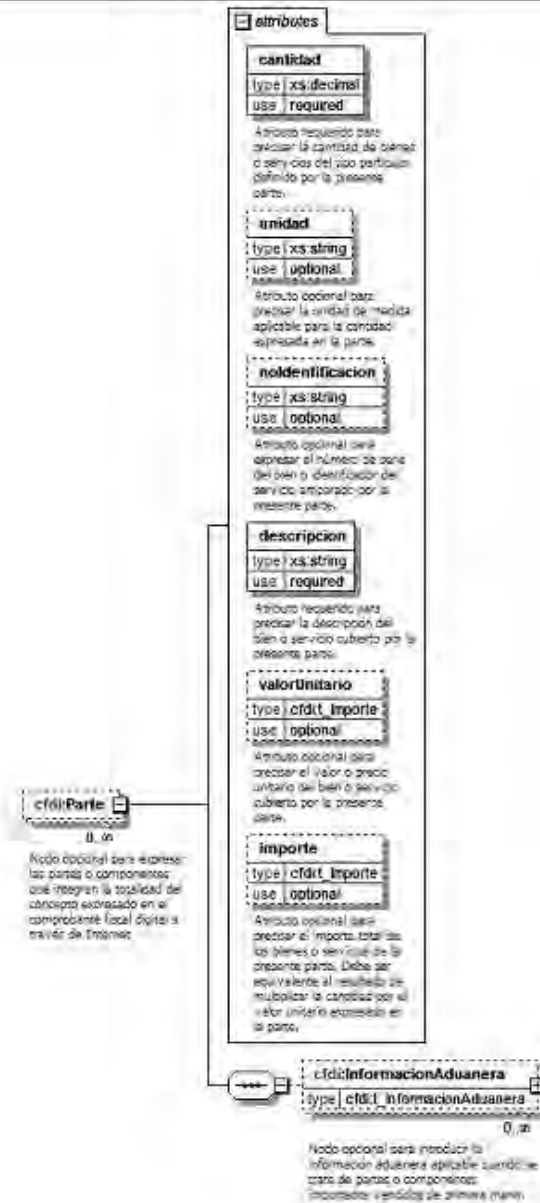 attributes
cantidad
type xs:decimal
use required
Atributo requerido para
precisar la cantidad de bienes
o servicios del tipo particular
definido por la presente
parte.
unidad
type xs:string
use optional
Atributo opcional para
precisar la unidad de medida
aplicable para la cantidad
expresada en la parte.
noIdentificacion
type xs:string
use optional
Atributo opcional para
expresar el número de serie
del bien o identificador del
servicio amparado por la
presente parte.
descripcion
type xs:string
use required
Atributo requerido para
precisar la descripción del
bien o servicio cubierto por la
presente parte.
valorUnitario
type cfdi:t_Importe
use optional
Atributo opcional para
precisar el valor o precio
unitario del bien o servicio
cubierto por la presente
parte.
importe
type cfdi:t_Importe
use optional
Atributo opcional para
precisar el importe total de
los bienes o servicios de la
presente parte. Debe ser
equivalente al resultado de
multiplicar la cantidad por el
valor unitario expresado en
la parte.
cfdi:Parte
0..∞
Nodo opcional para expresar
las partes o componentes
que integran la totalidad del
concepto expresado en el
comprobante fiscal digital a
través de Internet
cfdi:InformacionAduanera
type cfdi:t_InformacionAduanera
0..∞
Nodo opcional para introducir la
información aduanera aplicable cuando se
trate de partes o componentes
importados vendidos de primera mano.